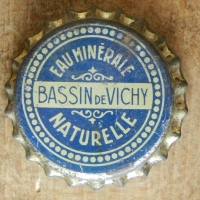 EAU MINÉRALE
BASSIN DE VICHY
NATURELLE